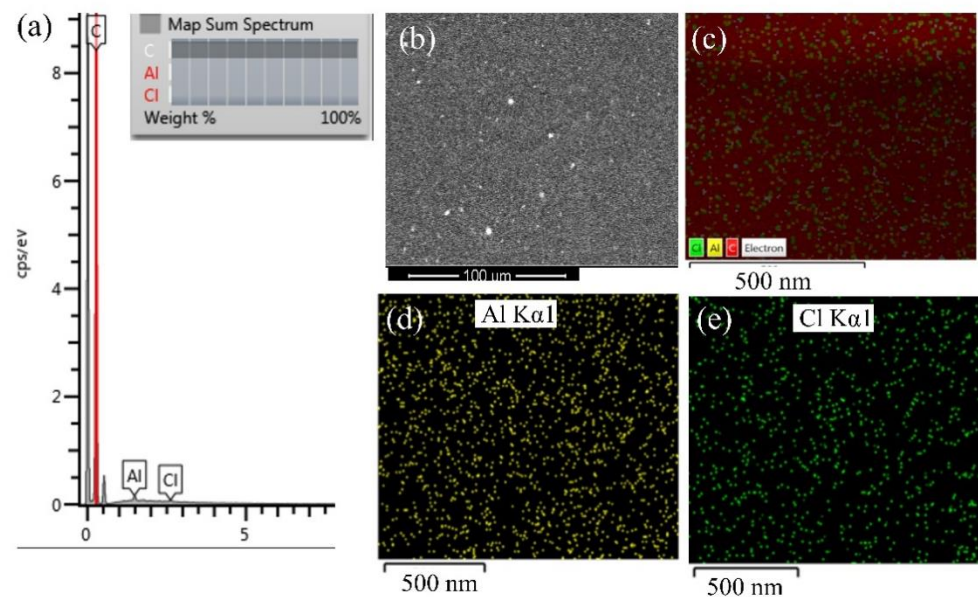 (a)
C
Map Sum Spectrum
C
Al
Cl
Weight % 100%
8
6
4
2
0
cps/eV
Al
Cl
0
5
(b)
100 µm
(c)
Cl Al C Electron
500 nm
(d)
Al Kα1
500 nm
(e)
Cl Kα1
500 nm